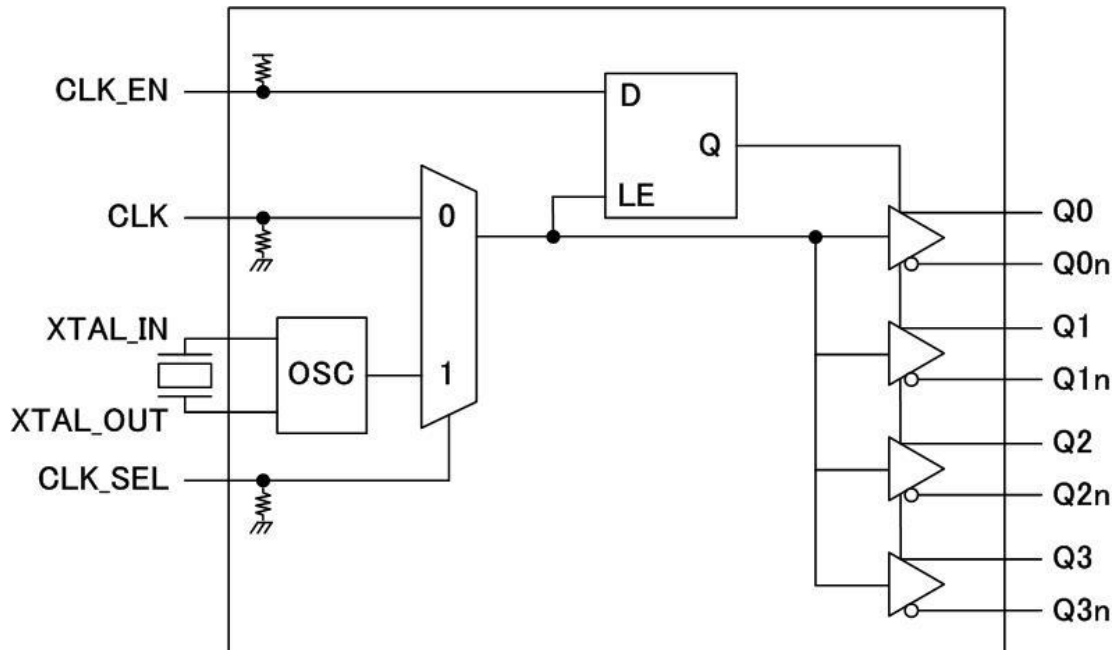 CLK_EN
D
Q
LE
CLK
0
Q0
Q0n
XTAL_IN
OSC
1
Q1
Q1n
XTAL_OUT
CLK_SEL
Q2
Q2n
Q3
Q3n